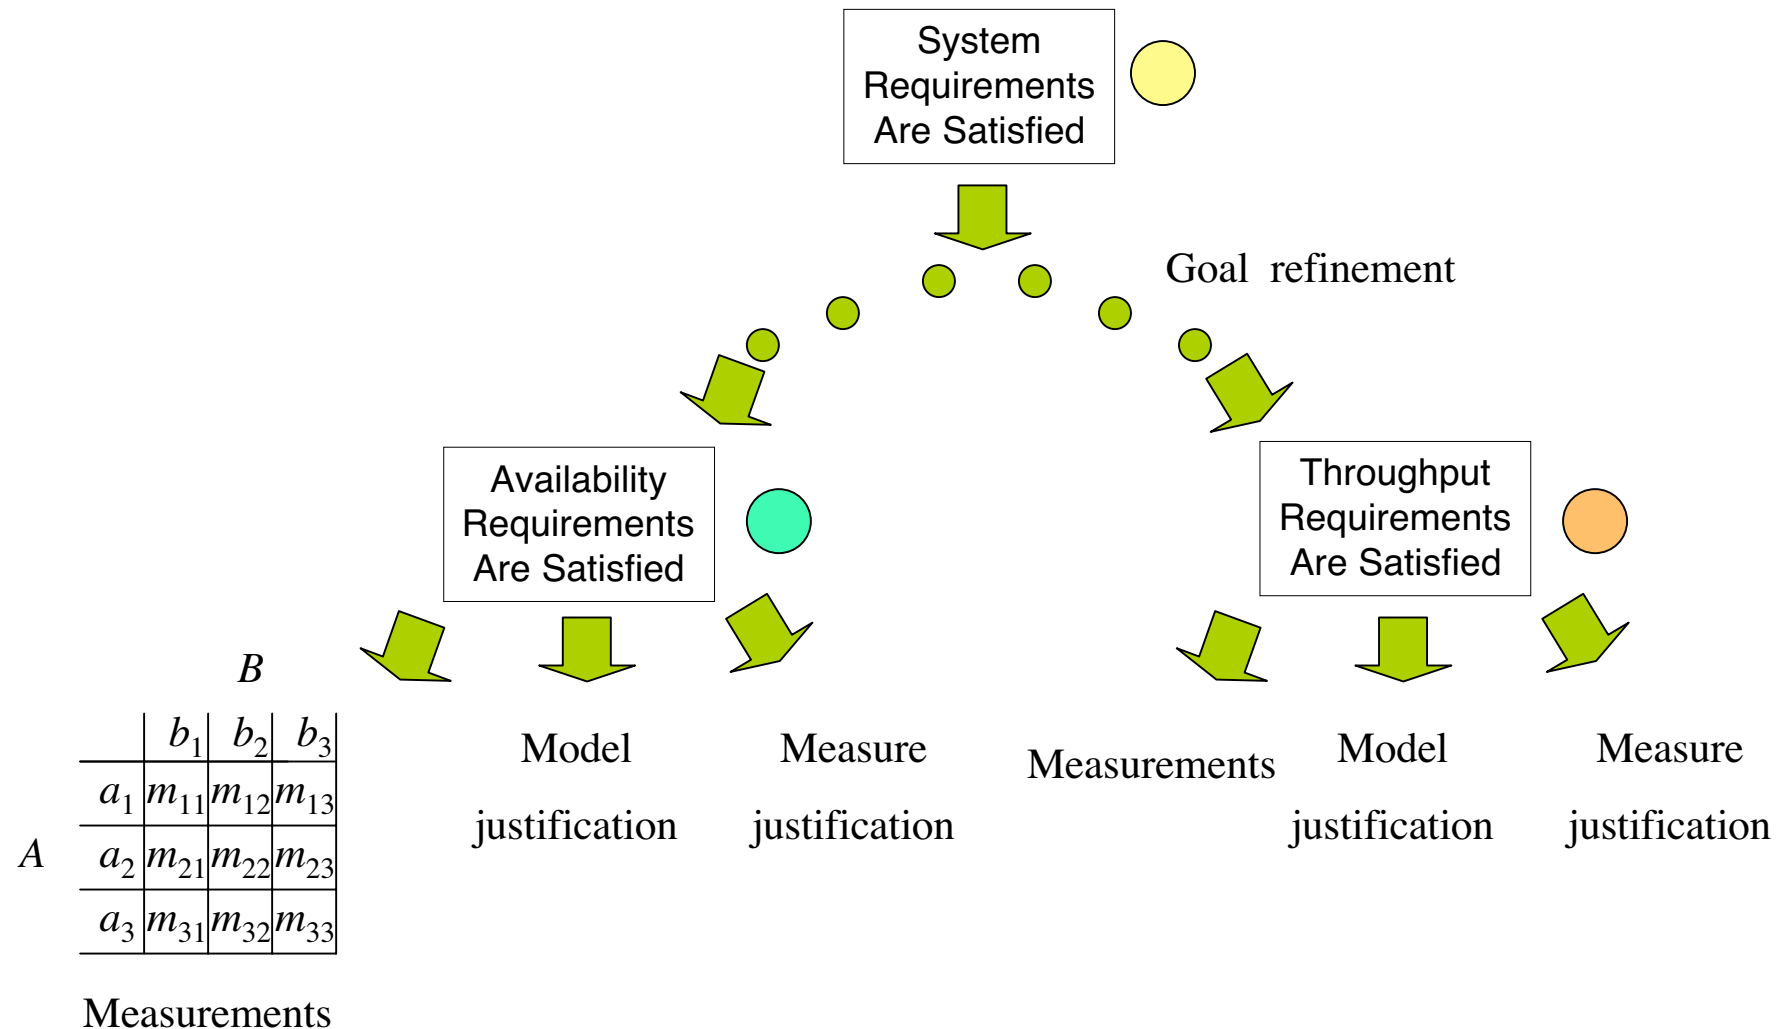 System
Requirements
Are Satisfied
Goal refinement
Availability
Requirements
Are Satisfied
Throughput
Requirements
Are Satisfied
B
b1 b2 b3
a1 m11 m12 m13
A a2 m21 m22 m23
a3 m31 m32 m33
Measurements
Model
justification
Measure
justification
Measurements
Model
justification
Measure
justification